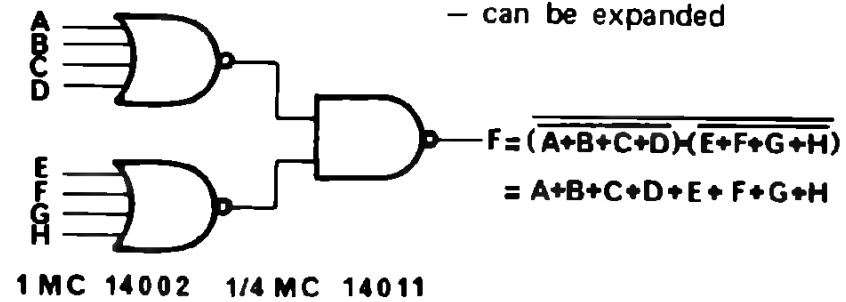 — can be expanded
A
B
C
D
F = (A+B+C+D)·(E+F+G+H)
= A+B+C+D+E+F+G+H
E
F
G
H
1 MC 14002 1/4 MC 14011